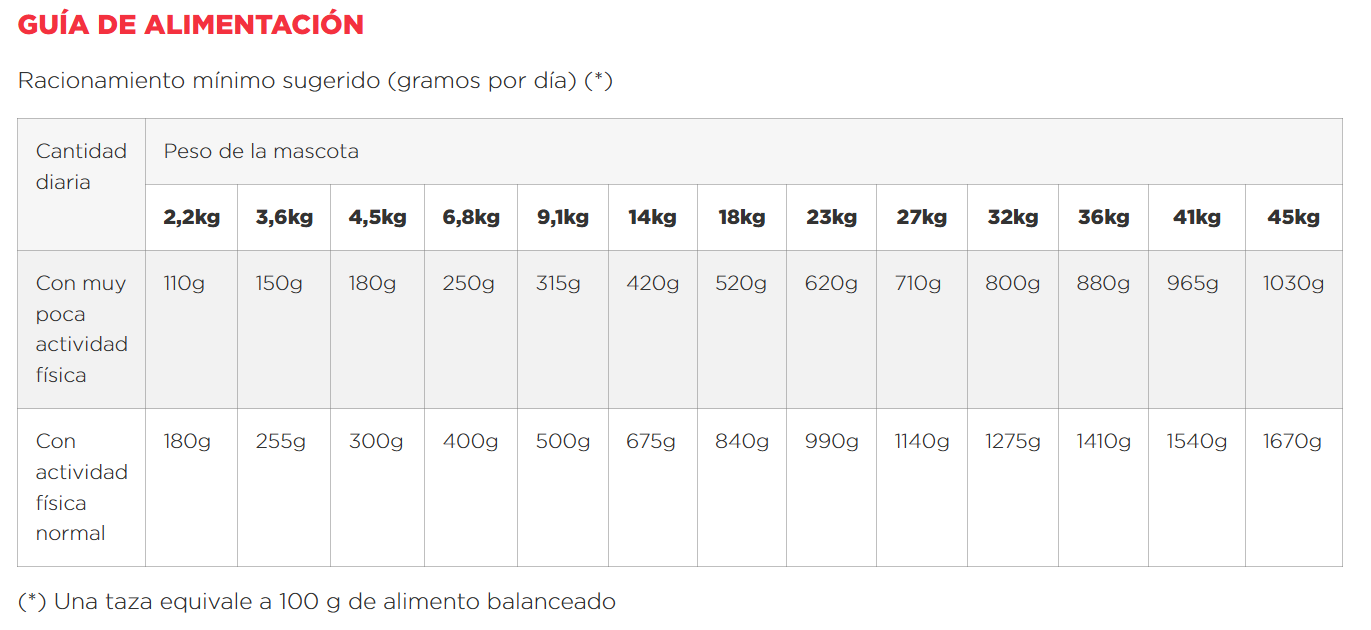 GUÍA DE ALIMENTACIÓN
Racionamiento mínimo sugerido (gramos por día) (*)
Cantidad
diaria
Peso de la mascota
2,2kg 3,6kg 4,5kg 6,8kg 9,1kg 14kg 18kg 23kg 27kg 32kg 36kg 41kg 45kg
Con muy
poca
actividad
física
110g 150g 180g 250g 315g 420g 520g 620g 710g 800g 880g 965g 1030g
Con
actividad
física
normal
180g 255g 300g 400g 500g 675g 840g 990g 1140g 1275g 1410g 1540g 1670g
(*) Una taza equivale a 100 g de alimento balanceado